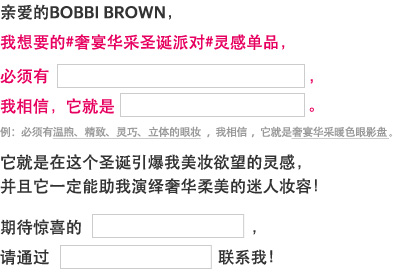 亲爱的BOBBI BROWN，
我想要的#奢宴华采圣诞派对#灵感单品，
必须有 ，
我相信，它就是 。
例：必须有温煦、精致、灵巧、立体的眼妆 ，我相信 ，它就是奢宴华采暖色眼影盘。
它就是在这个圣诞引爆我美妆欲望的灵感，
并且它一定能助我演绎奢华柔美的迷人妆容！
期待惊喜的 ，
请通过 联系我！